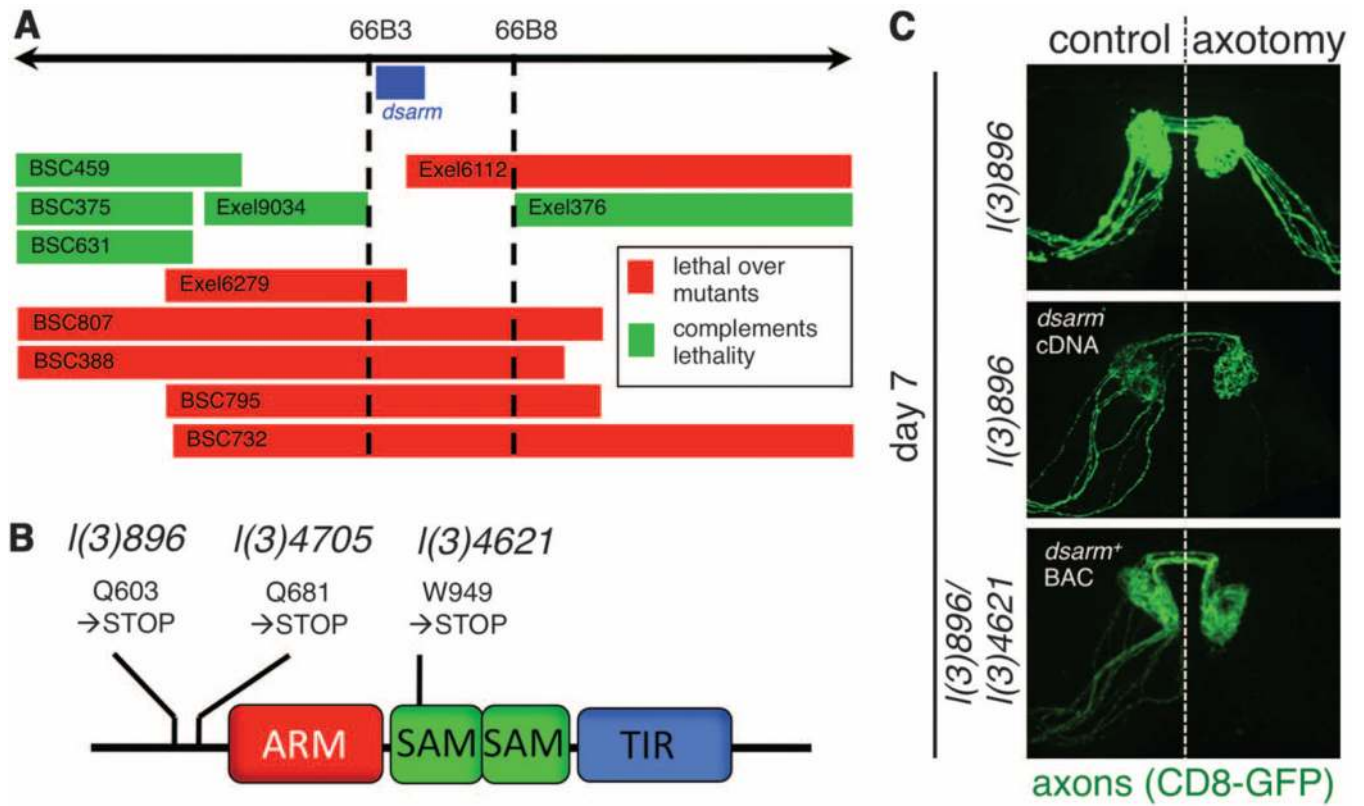 A
66B3 66B8
dsarm
BSC459
Exel6112
BSC375
Exel9034
Exel376
BSC631
Exel6279
BSC807
BSC388
BSC795
BSC732
lethal over
mutants
complements
lethality
B
l(3)896 l(3)4705 l(3)4621
Q603
→STOP
Q681
→STOP
W949
→STOP
ARM SAM SAM TIR
C
control axotomy
day 7
l(3)896
l(3)896
dsarm
cDNA
l(3)896/
l(3)4621
dsarm⁺
BAC
axons (CD8-GFP)